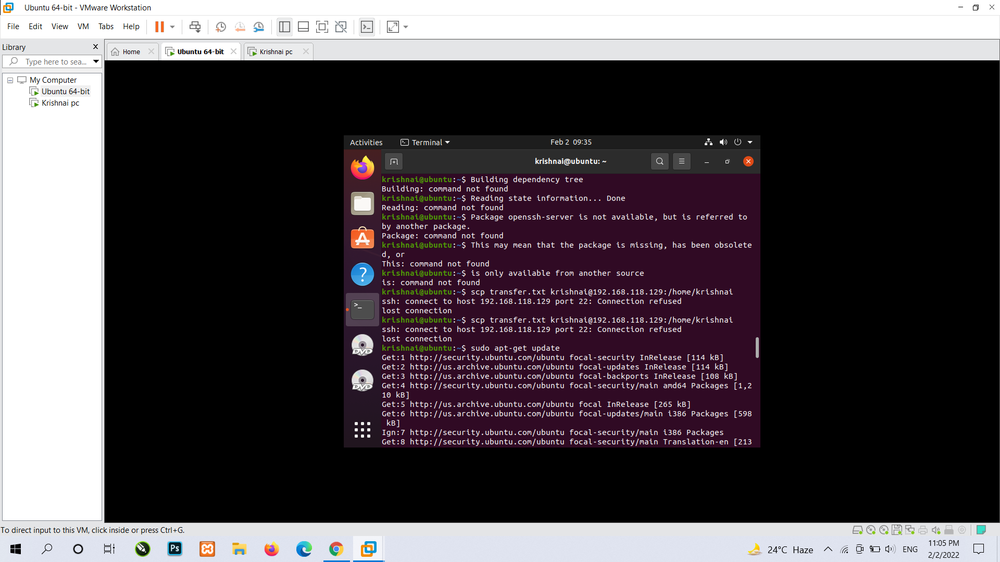 Ubuntu 64-bit - VMware Workstation
File Edit View VM Tabs Help
Library
Home
Ubuntu 64-bit
Krishnai pc
Type here to sea...
My Computer
Ubuntu 64-bit
Krishnai pc
Activities
Terminal
Feb 2 09:35
krishnai@ubuntu: ~
krishnai@ubuntu:~$ Building dependency tree
Building: command not found
krishnai@ubuntu:~$ Reading state information... Done
Reading: command not found
krishnai@ubuntu:~$ Package openssh-server is not available, but is referred to
by another package.
Package: command not found
krishnai@ubuntu:~$ This may mean that the package is missing, has been obsolete
d, or
This: command not found
krishnai@ubuntu:~$ is only available from another source
is: command not found
krishnai@ubuntu:~$ scp transfer.txt krishnai@192.168.118.129:/home/krishnai
ssh: connect to host 192.168.118.129 port 22: Connection refused
lost connection
krishnai@ubuntu:~$ scp transfer.txt krishnai@192.168.118.129:/home/krishnai
ssh: connect to host 192.168.118.129 port 22: Connection refused
lost connection
krishnai@ubuntu:~$ sudo apt-get update
Get:1 http://security.ubuntu.com/ubuntu focal-security InRelease [114 kB]
Get:2 http://us.archive.ubuntu.com/ubuntu focal-updates InRelease [114 kB]
Get:3 http://us.archive.ubuntu.com/ubuntu focal-backports InRelease [108 kB]
Get:4 http://security.ubuntu.com/ubuntu focal-security/main amd64 Packages [1,2
10 kB]
Get:5 http://us.archive.ubuntu.com/ubuntu focal InRelease [265 kB]
Get:6 http://us.archive.ubuntu.com/ubuntu focal-updates/main i386 Packages [598
 kB]
Ign:7 http://security.ubuntu.com/ubuntu focal-security/main i386 Packages
Get:8 http://security.ubuntu.com/ubuntu focal-security/main Translation-en [213
DVD
DVD
To direct input to this VM, click inside or press Ctrl+G.
Ps
24°C Haze
ENG
11:05 PM
2/2/2022